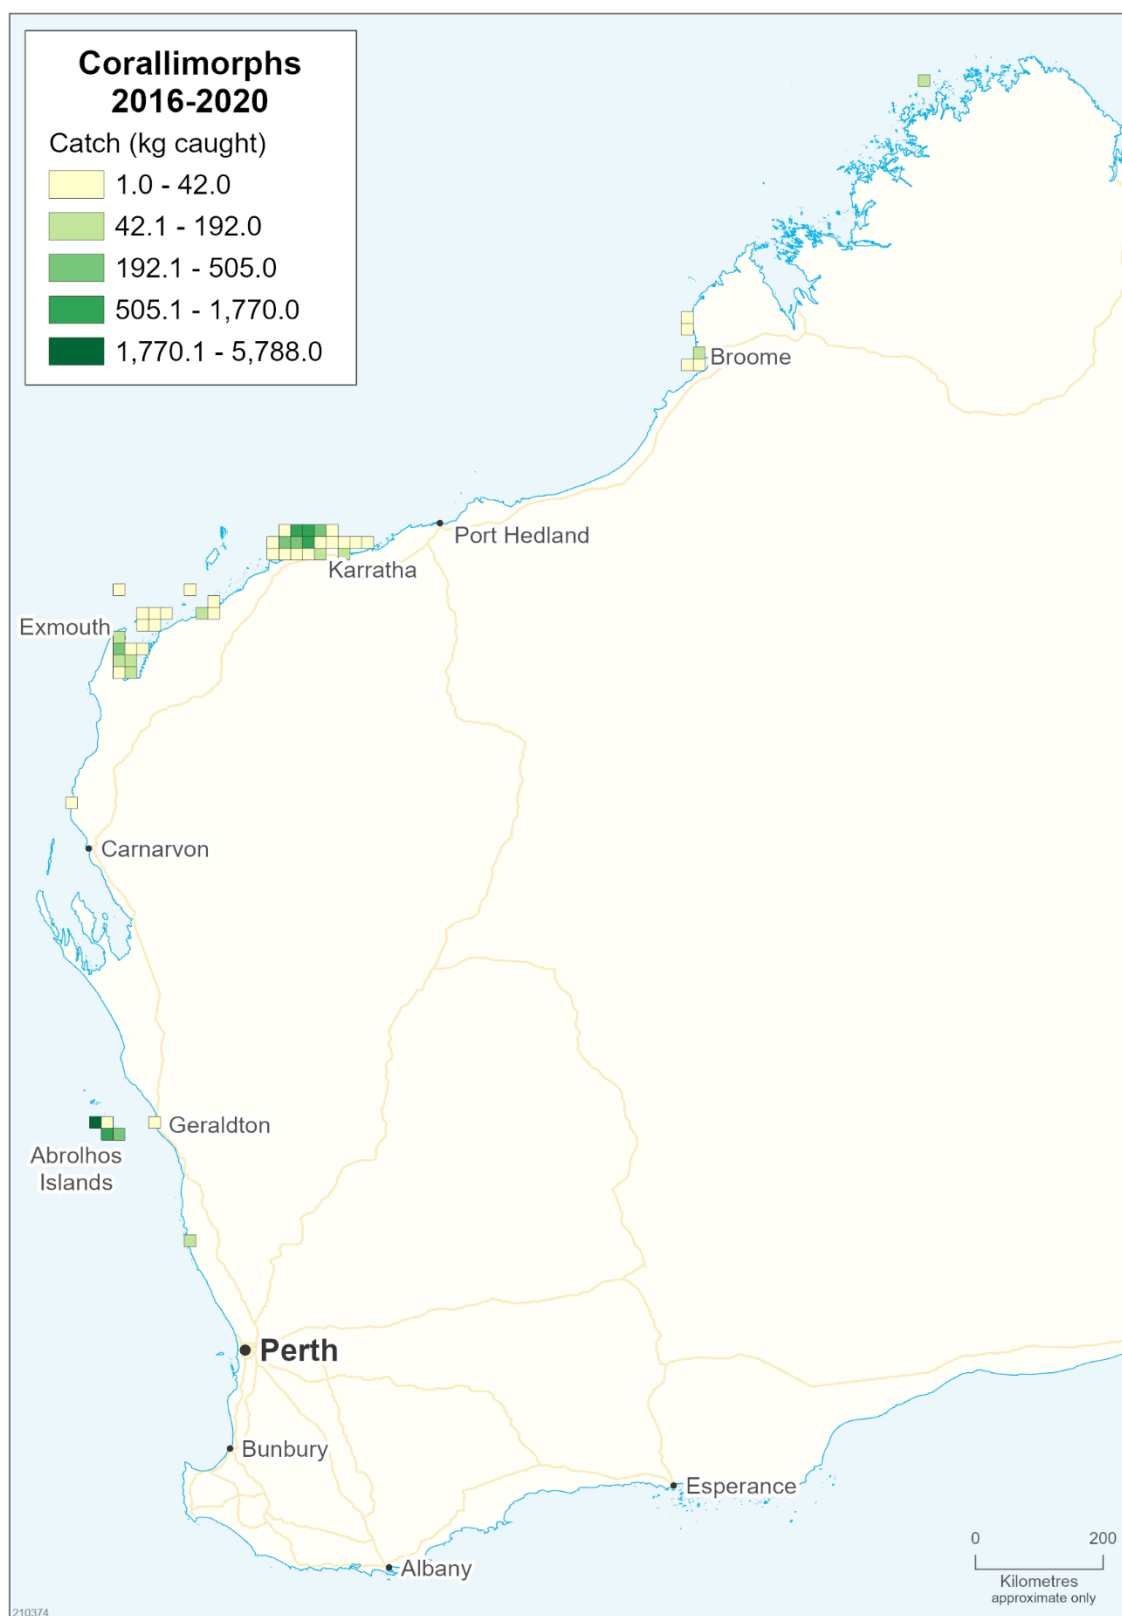 Corallimorphs
2016-2020
Catch (kg caught)
1.0 - 42.0
42.1 - 192.0
192.1 - 505.0
505.1 - 1,770.0
1,770.1 - 5,788.0
Broome
Port Hedland
Karratha
Exmouth
Carnarvon
Geraldton
Abrolhos
Islands
Perth
Bunbury
Esperance
Albany
0 200
Kilometres
approximate only
210374